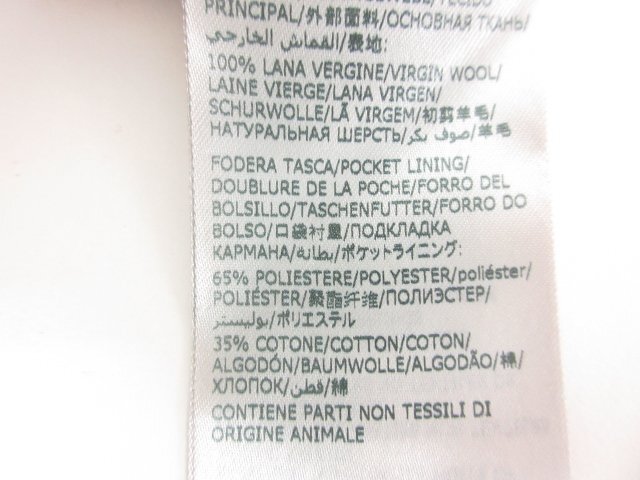 PRINCIPAL/外部面料/ОСНОВНАЯ ТКАНЬ/
القماش الخارجي/表地:
100% LANA VERGINE/VIRGIN WOOL/
LAINE VIERGE/LANA VIRGEN/
SCHURWOLLE/LÃ VIRGEM/初剪羊毛/
НАТУРАЛЬНАЯ ШЕРСТЬ/صوف بكر/羊毛
FODERA TASCA/POCKET LINING/
DOUBLURE DE LA POCHE/FORRO DEL
BOLSILLO/TASCHENFUTTER/FORRO DO
BOLSO/口袋衬里/ПОДКЛАДКА
КАРМАНА/بطانة/ポケットライニング:
65% POLIESTERE/POLYESTER/poliéster/
POLIÉSTER/聚酯纤维/ПОЛИЭСТЕР/
بوليستر/ポリエステル
35% COTONE/COTTON/COTON/
ALGODÓN/BAUMWOLLE/ALGODÃO/棉/
ХЛОПОК/قطن/綿
CONTIENE PARTI NON TESSILI DI
ORIGINE ANIMALE